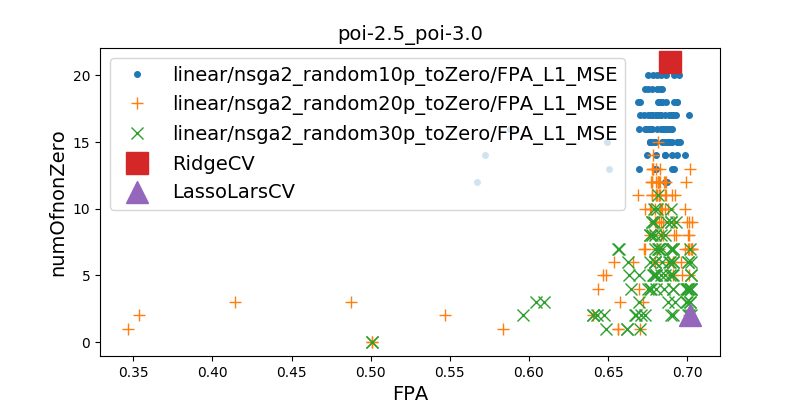 poi-2.5_poi-3.0
linear/nsga2_random10p_toZero/FPA_L1_MSE
linear/nsga2_random20p_toZero/FPA_L1_MSE
linear/nsga2_random30p_toZero/FPA_L1_MSE
RidgeCV
LassoLarsCV
numOfnonZero
20
15
10
5
0
0.35 0.40 0.45 0.50 0.55 0.60 0.65 0.70
FPA